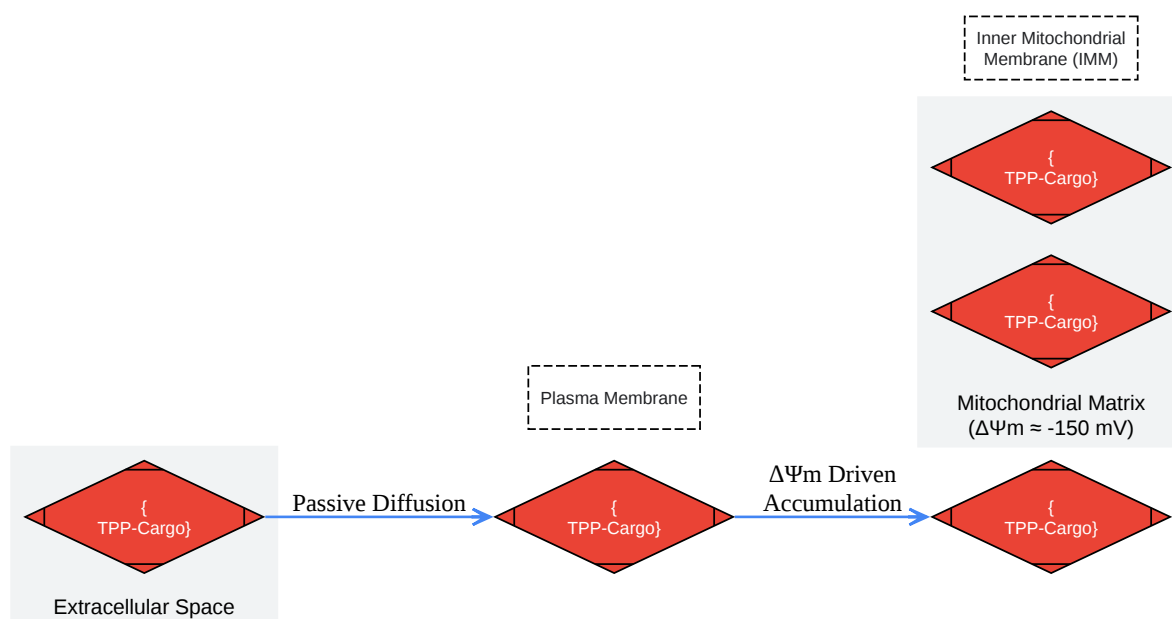 Inner Mitochondrial
Membrane (IMM)
{
TPP-Cargo}
{
TPP-Cargo}
Mitochondrial Matrix
(ΔΨm ≈ -150 mV)
Plasma Membrane
{
TPP-Cargo}
Extracellular Space
Passive Diffusion
{
TPP-Cargo}
ΔΨm Driven
Accumulation
{
TPP-Cargo}